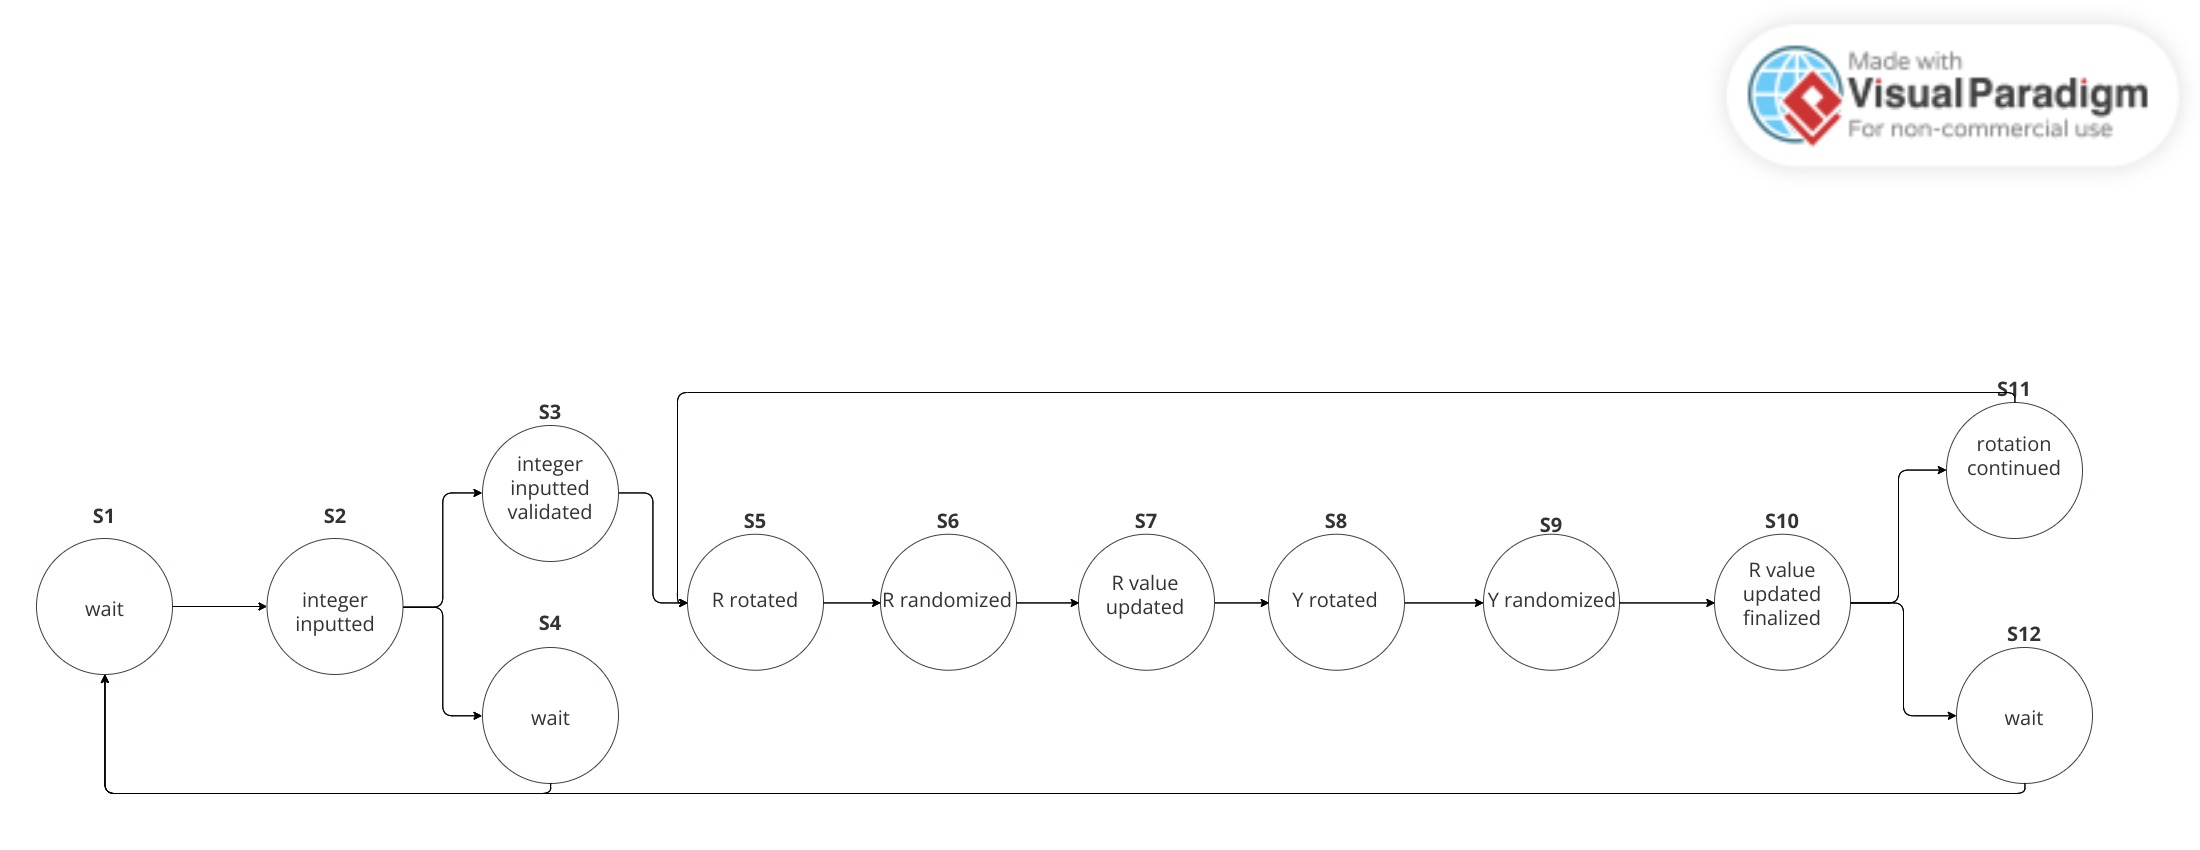 Made with
Visual Paradigm
For non-commercial use
S1
wait
S2
integer
inputted
S3
integer
inputted
validated
S4
wait
S5
R rotated
S6
R randomized
S7
R value
updated
S8
Y rotated
S9
Y randomized
S10
R value
updated
finalized
S11
rotation
continued
S12
wait